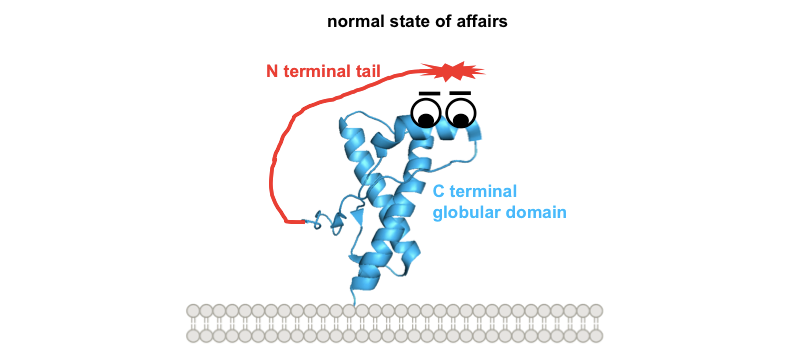 normal state of affairs
N terminal tail
C terminal
globular domain